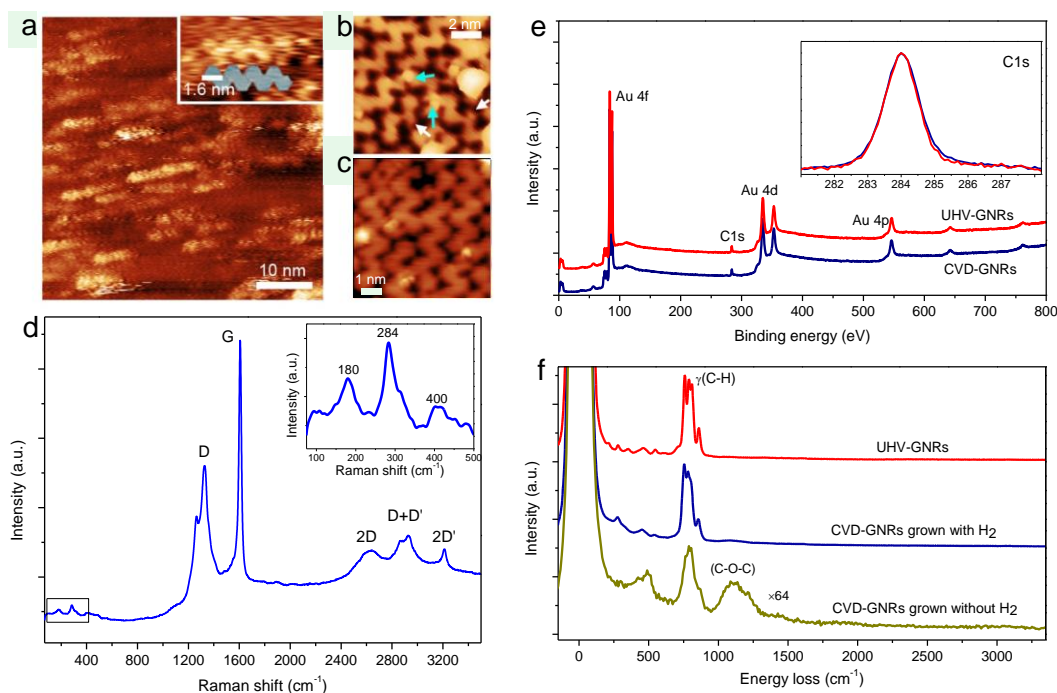 a
1.6 nm
10 nm
b
2 nm
c
1 nm
d
Intensity (a.u.)
D
G
2D
D+D'
2D'
400
1200
2000
2400
3200
Raman shift (cm-1)
Intensity (a.u.)
180
284
400
100
200
300
400
500
Raman shift (cm-1)
e
Intensity (a.u.)
Au 4f
C1s
Au 4d
Au 4p
UHV-GNRs
CVD-GNRs
0
100
200
300
400
500
600
700
800
Binding energy (eV)
C1s
Intensity (a.u.)
282
283
284
285
286
287
f
Intersity (a.u.)
γ(C-H)
UHV-GNRs
CVD-GNRs grown with H2
(C-O-C)
×64
CVD-GNRs grown without H2
0
500
1000
1500
2000
2500
3000
Energy loss (cm-1)